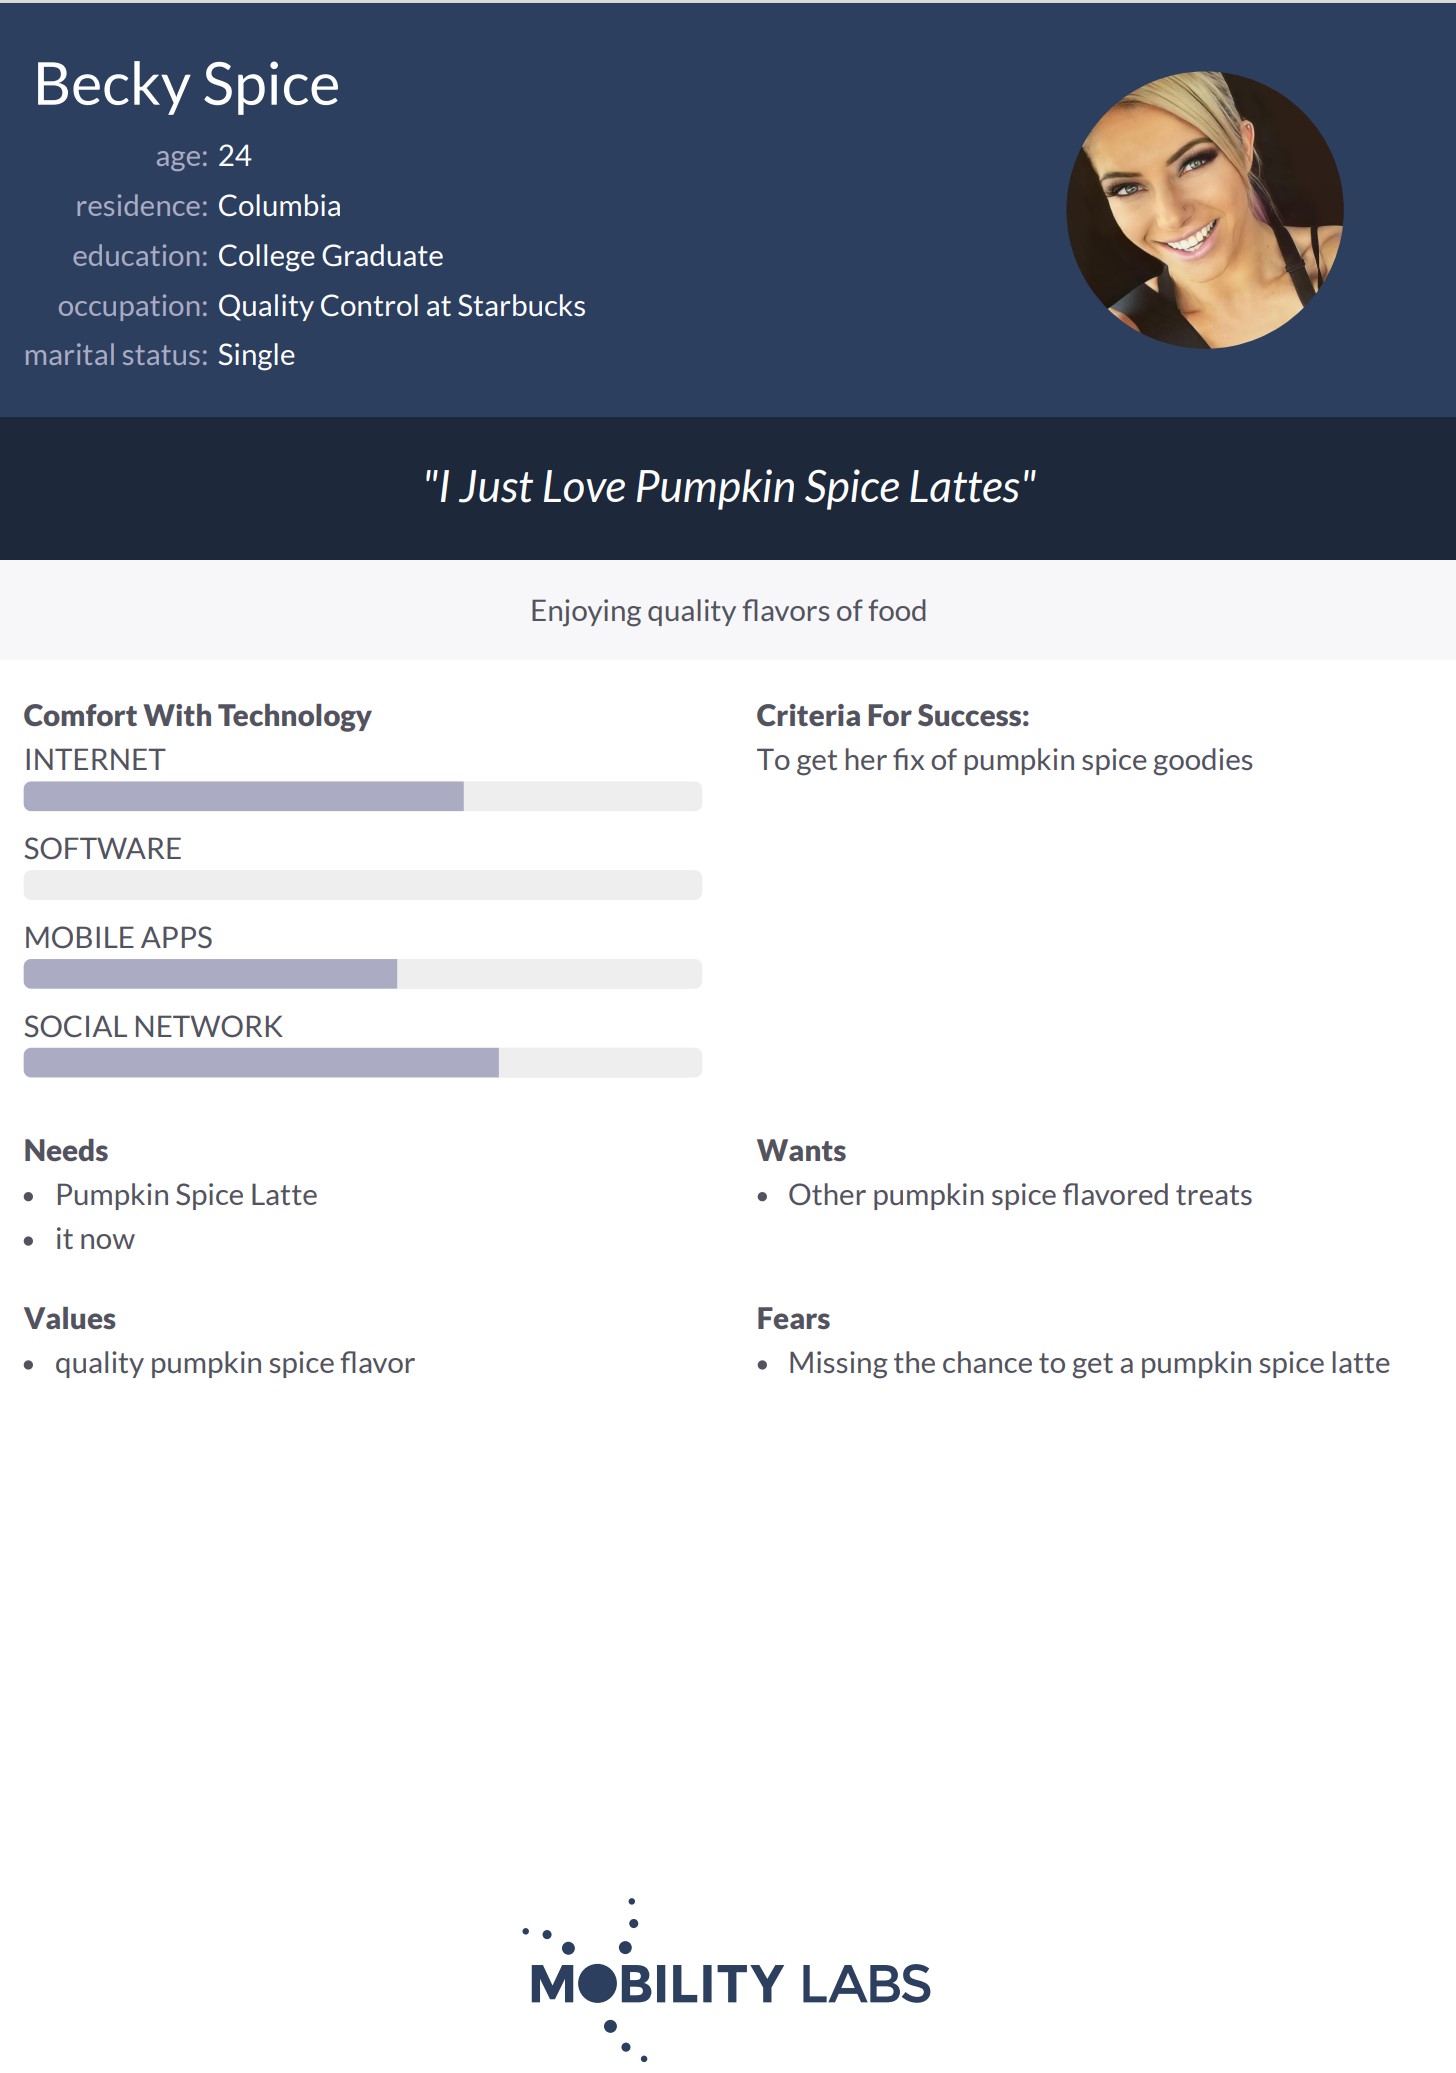 Becky Spice
age: 24
residence: Columbia
education: College Graduate
occupation: Quality Control at Starbucks
marital status: Single
"I Just Love Pumpkin Spice Lattes"
Enjoying quality flavors of food
Comfort With Technology
INTERNET
SOFTWARE
MOBILE APPS
SOCIAL NETWORK
Criteria For Success:
To get her fix of pumpkin spice goodies
Needs
• Pumpkin Spice Latte
• it now
Wants
• Other pumpkin spice flavored treats
Values
• quality pumpkin spice flavor
Fears
• Missing the chance to get a pumpkin spice latte
MOBILITY LABS